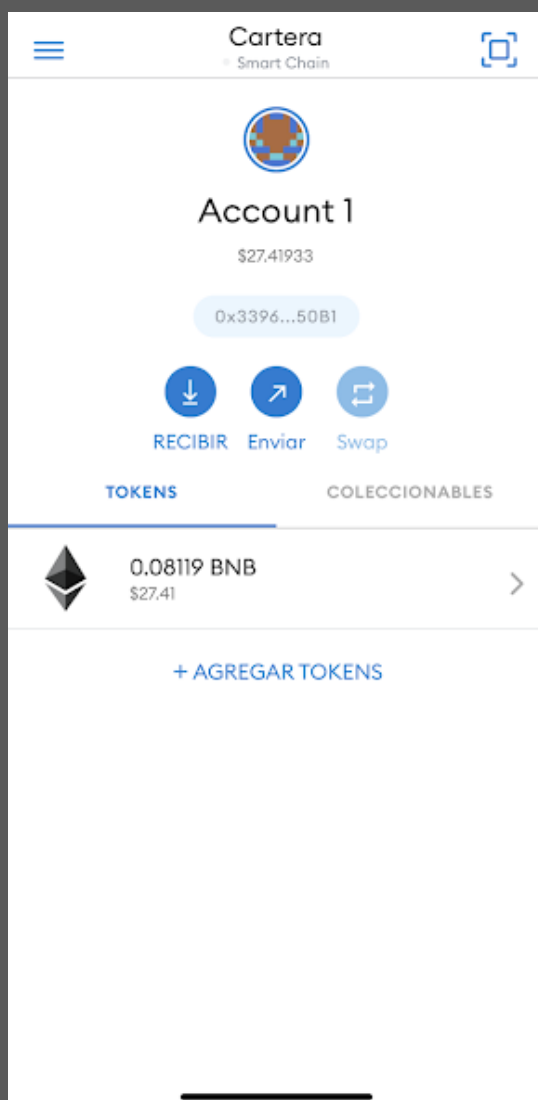 Cartera
Smart Chain
Account 1
$27.41933
0x3396...50B1
RECIBIR Enviar Swap
TOKENS COLECCIONABLES
0.08119 BNB
$27.41
+ AGREGAR TOKENS